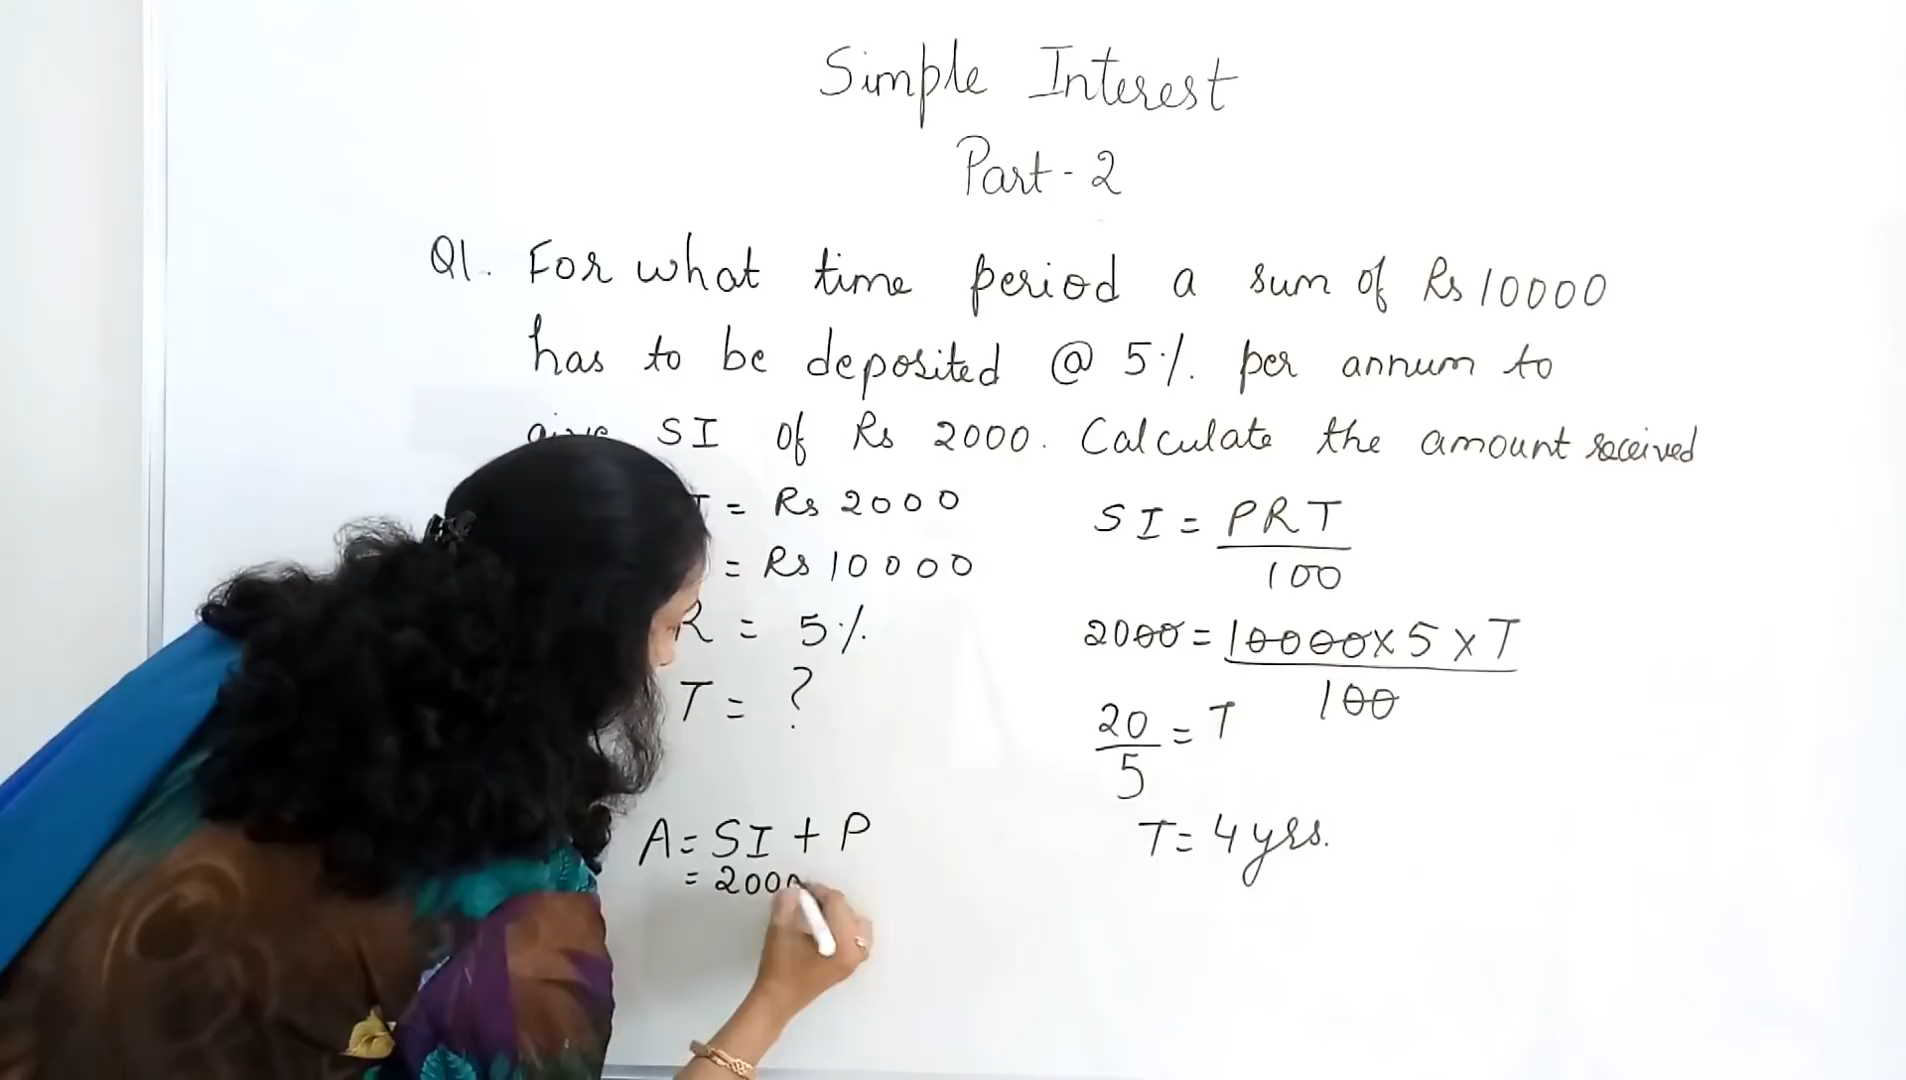 Simple Interest
Part - 2
Q1. For what time period a sum of Rs 10000
has to be deposited @ 5% per annum to
give SI of Rs 2000. Calculate the amount received
I = Rs 2000
= Rs 10000
R = 5%
T = ?
A = SI + P
= 2000
SI = PRT
100
2000 = 10000 x 5 x T
100
20 = T
5
T = 4 yrs.